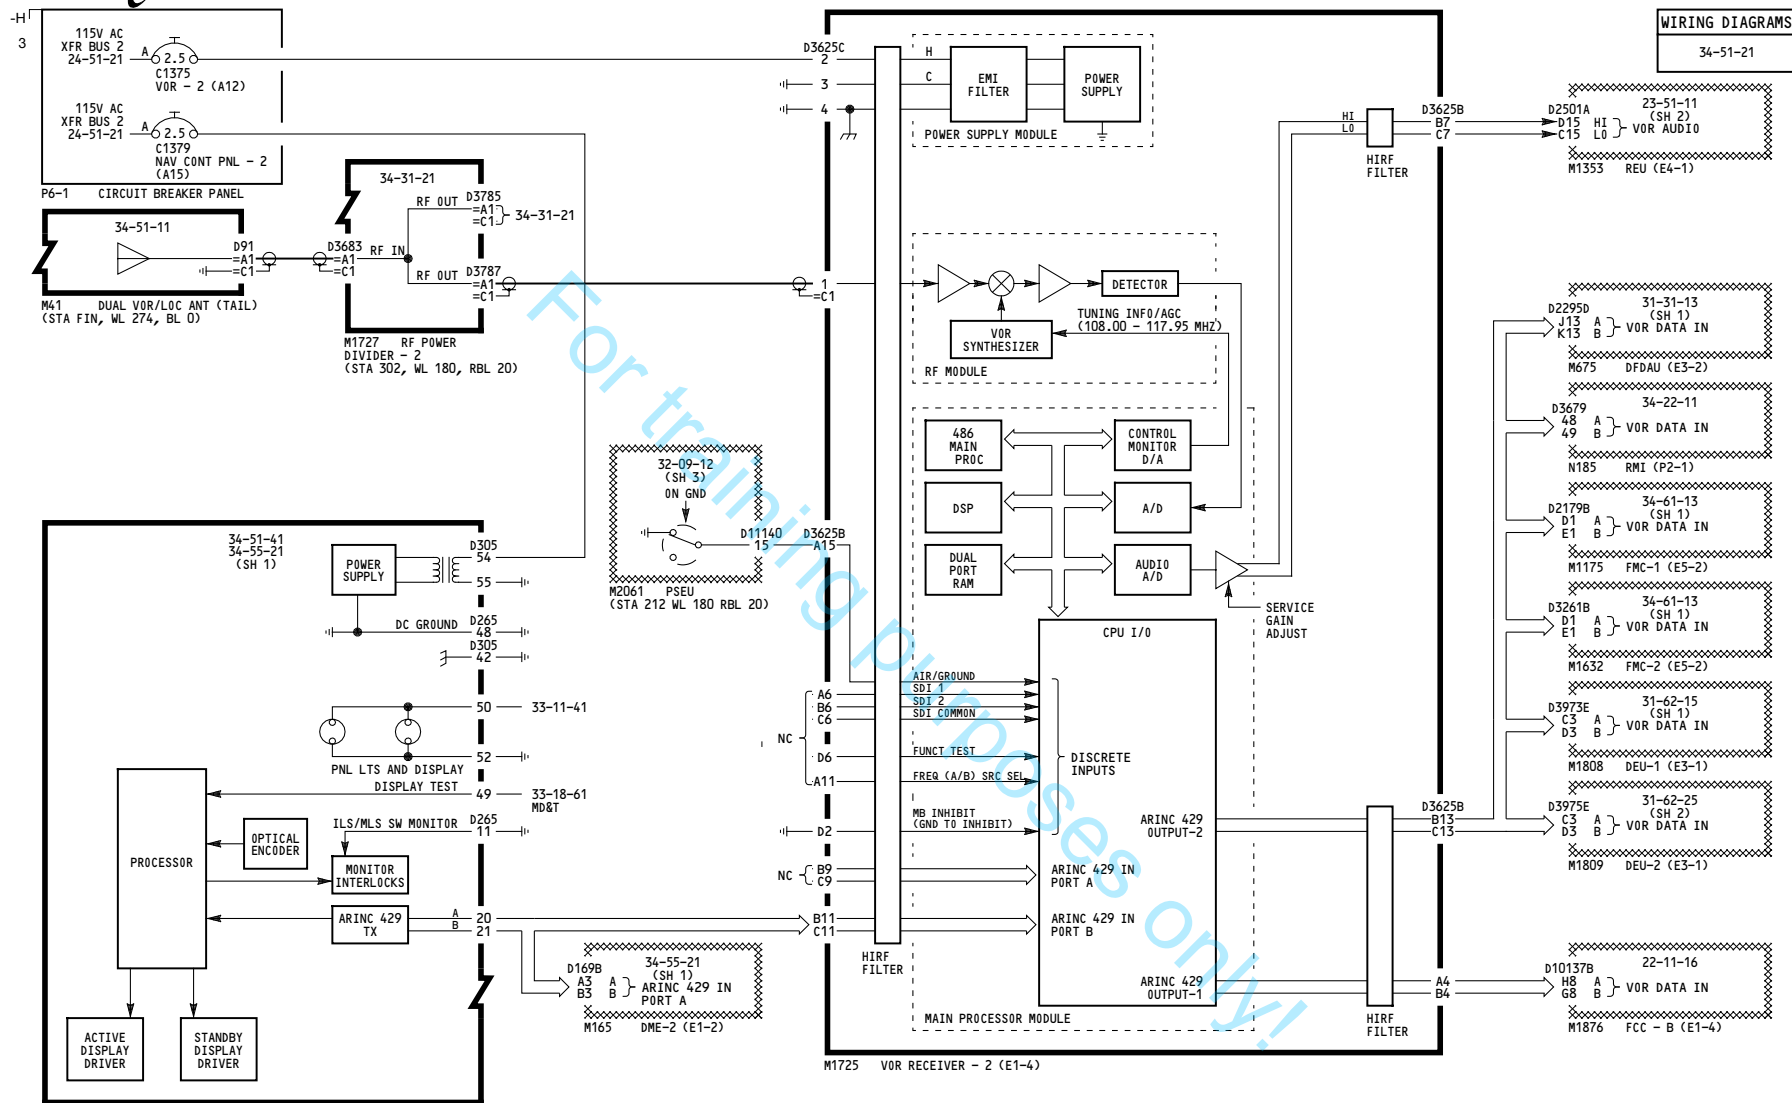 -H
3
115V AC
XFR BUS 2
24-51-21
A
2.5
C1375
VOR - 2 (A12)
115V AC
XFR BUS 2
24-51-21
A
2.5
C1379
NAV CONT PNL - 2
(A15)
P6-1 CIRCUIT BREAKER PANEL
34-51-11
D91
=A1
=C1
M41 DUAL VOR/LOC ANT (TAIL)
(STA FIN, WL 274, BL 0)
34-31-21
D3683
=A1
=C1
RF IN
RF OUT
D3785
=A1
=C1
34-31-21
RF OUT
D3787
=A1
=C1
M1727 RF POWER
DIVIDER - 2
(STA 302, WL 180, RBL 20)
34-51-41
34-55-21
(SH 1)
POWER
SUPPLY
D305
54
55
DC GROUND
D265
48
D305
42
50
33-11-41
52
PNL LTS AND DISPLAY
DISPLAY TEST
49
33-18-61
MD&T
ILS/MLS SW MONITOR
D265
11
OPTICAL
ENCODER
PROCESSOR
MONITOR
INTERLOCKS
ARINC 429
TX
A 20
B 21
ACTIVE
DISPLAY
DRIVER
STANDBY
DISPLAY
DRIVER
32-09-12
(SH 3)
ON GND
D11140
15
D3625B
A15
M2061 PSEU
(STA 212 WL 180 RBL 20)
D169B
A3 A
B3 B
34-55-21
(SH 1)
ARINC 429 IN
PORT A
M165 DME-2 (E1-2)
D3625C
2
3
4
H
C
EMI
FILTER
POWER
SUPPLY
POWER SUPPLY MODULE
1
=C1
DETECTOR
TUNING INFO/AGC
(108.00 - 117.95 MHZ)
VOR
SYNTHESIZER
RF MODULE
486
MAIN
PROC
CONTROL
MONITOR
D/A
DSP
A/D
DUAL
PORT
RAM
AUDIO
A/D
SERVICE
GAIN
ADJUST
CPU I/O
AIR/GROUND
A6
SDI 1
B6
SDI 2
C6
SDI COMMON
NC
D6
FUNCT TEST
A11
FREQ (A/B) SRC SEL
DISCRETE
INPUTS
D2
MB INHIBIT
(GND TO INHIBIT)
NC
B9
C9
ARINC 429 IN
PORT A
B11
C11
ARINC 429 IN
PORT B
ARINC 429
OUTPUT-2
ARINC 429
OUTPUT-1
HIRF
FILTER
MAIN PROCESSOR MODULE
M1725 VOR RECEIVER - 2 (E1-4)
HI
LO
HIRF
FILTER
D3625B
B7
C7
D3625B
B13
C13
A4
B4
HIRF
FILTER
WIRING DIAGRAMS
34-51-21
D2501A
D15 HI
C15 LO
23-51-11
(SH 2)
VOR AUDIO
M1353 REU (E4-1)
D2295D
J13 A
K13 B
31-31-13
(SH 1)
VOR DATA IN
M675 DFDAU (E3-2)
D3679
48 A
49 B
34-22-11
VOR DATA IN
N185 RMI (P2-1)
D2179B
D1 A
E1 B
34-61-13
(SH 1)
VOR DATA IN
M1175 FMC-1 (E5-2)
D3261B
D1 A
E1 B
34-61-13
(SH 1)
VOR DATA IN
M1632 FMC-2 (E5-2)
D3973E
C3 A
D3 B
31-62-15
(SH 1)
VOR DATA IN
M1808 DEU-1 (E3-1)
D3975E
C3 A
D3 B
31-62-25
(SH 2)
VOR DATA IN
M1809 DEU-2 (E3-1)
D10137B
H8 A
G8 B
22-11-16
VOR DATA IN
M1876 FCC - B (E1-4)
For training purposes only!